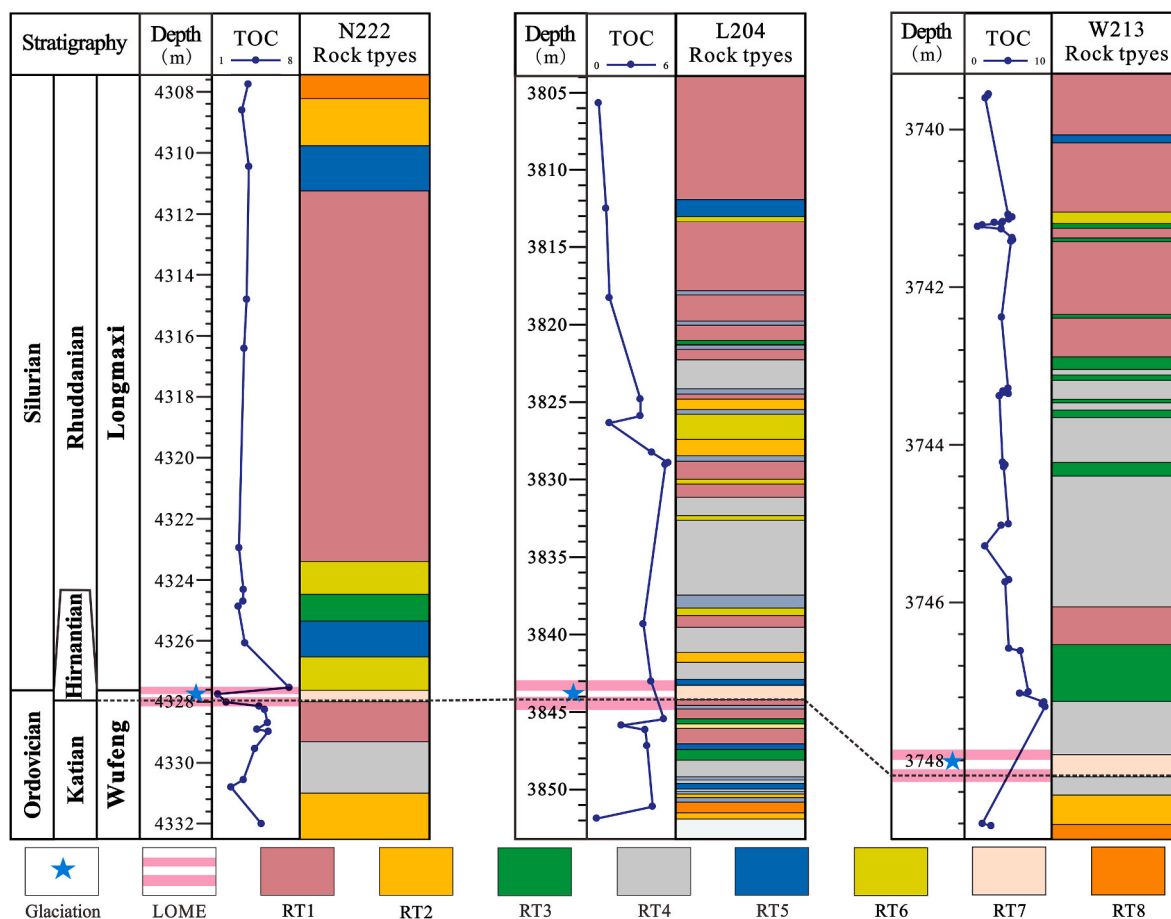 Stratigraphy
Depth
(m)
TOC
1 8
N222
Rock tpyes
Depth
(m)
TOC
0 6
L204
Rock tpyes
Depth
(m)
TOC
0 10
W213
Rock tpyes
Silurian
Ordovician
Rhuddanian
Hirnantian
Katian
Longmaxi
Wufeng
4308
4310
4312
4314
4316
4318
4320
4322
4324
4326
4328
4330
4332
3805
3810
3815
3820
3825
3830
3835
3840
3845
3850
3740
3742
3744
3746
3748
Glaciation
LOME
RT1
RT2
RT3
RT4
RT5
RT6
RT7
RT8